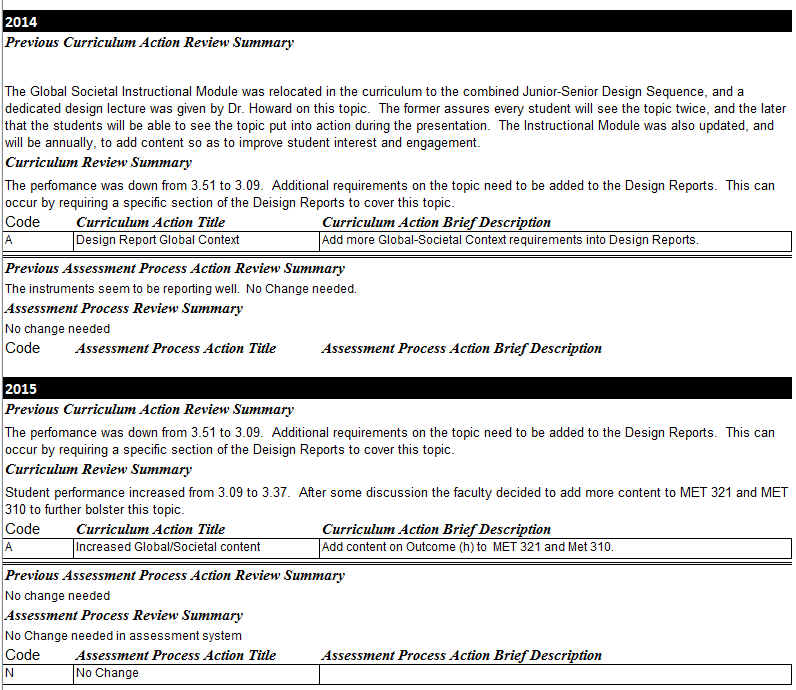 2014
Previous Curriculum Action Review Summary
The Global Societal Instructional Module was relocated in the curriculum to the combined Junior-Senior Design Sequence, and a
dedicated design lecture was given by Dr. Howard on this topic.  The former assures every student will see the topic twice, and the later
that the students will be able to see the topic put into action during the presentation.  The Instructional Module was also updated, and
will be annually, to add content so as to improve student interest and engagement.
Curriculum Review Summary
The perfomance was down from 3.51 to 3.09.  Additional requirements on the topic need to be added to the Design Reports.  This can
occur by requiring a specific section of the Deisign Reports to cover this topic.
Code Curriculum Action Title Curriculum Action Brief Description
A Design Report Global Context Add more Global-Societal Context requirements into Design Reports.
Previous Assessment Process Action Review Summary
The instruments seem to be reporting well.  No Change needed.
Assessment Process Review Summary
No change needed
Code Assessment Process Action Title Assessment Process Action Brief Description
2015
Previous Curriculum Action Review Summary
The perfomance was down from 3.51 to 3.09.  Additional requirements on the topic need to be added to the Design Reports.  This can
occur by requiring a specific section of the Deisign Reports to cover this topic.
Curriculum Review Summary
Student performance increased from 3.09 to 3.37.  After some discussion the faculty decided to add more content to MET 321 and MET
310 to further bolster this topic.
Code Curriculum Action Title Curriculum Action Brief Description
A Increased Global/Societal content Add content on Outcome (h) to  MET 321 and Met 310.
Previous Assessment Process Action Review Summary
No change needed
Assessment Process Review Summary
No Change needed in assessment system
Code Assessment Process Action Title Assessment Process Action Brief Description
N No Change